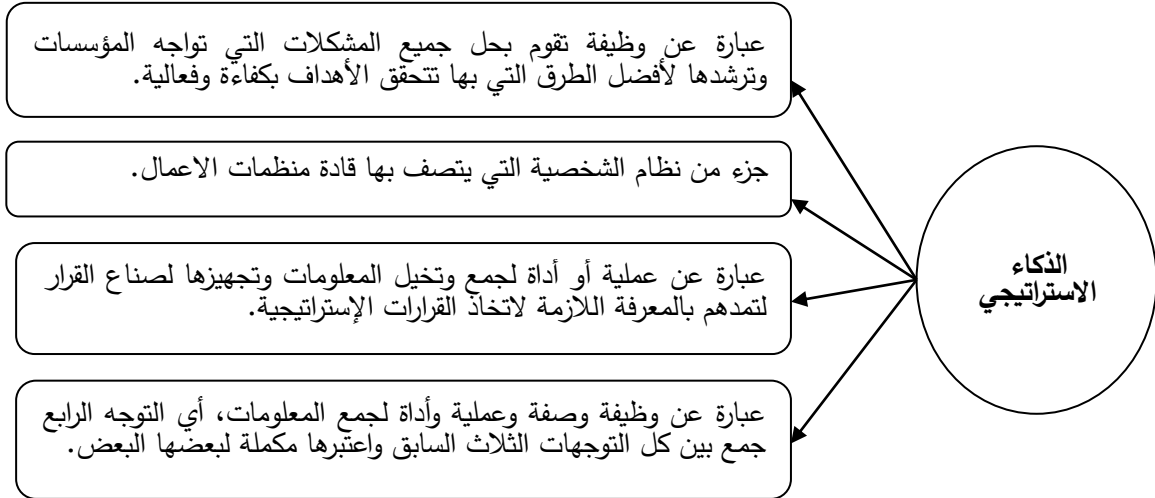 عبارة عن وظيفة تقوم بحل جميع المشكلات التي تواجه المؤسسات
وترشدها لأفضل الطرق التي بها تتحقق الأهداف بكفاءة وفعالية.
جزء من نظام الشخصية التي يتصف بها قادة منظمات الاعمال.
عبارة عن عملية أو أداة لجمع وتخيل المعلومات وتجهيزها لصناع القرار
لتمدهم بالمعرفة اللازمة لاتخاذ القرارات الإستراتيجية.
عبارة عن وظيفة وصفة وعملية وأداة لجمع المعلومات، أي التوجه الرابع
جمع بين كل التوجهات الثلاث السابق واعتبرها مكملة لبعضها البعض.
الذكاء
الاستراتيجي